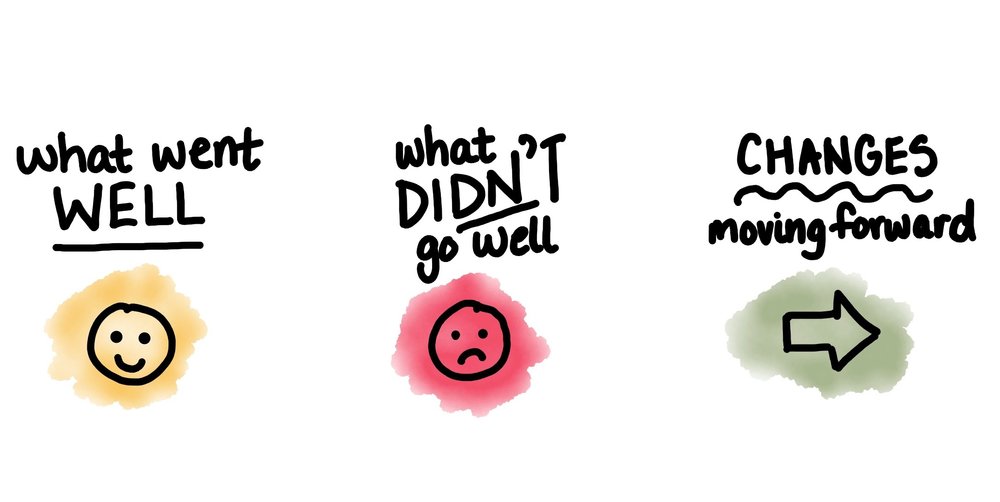 what went
WELL
what
DIDN'T
go well
CHANGES
moving forward